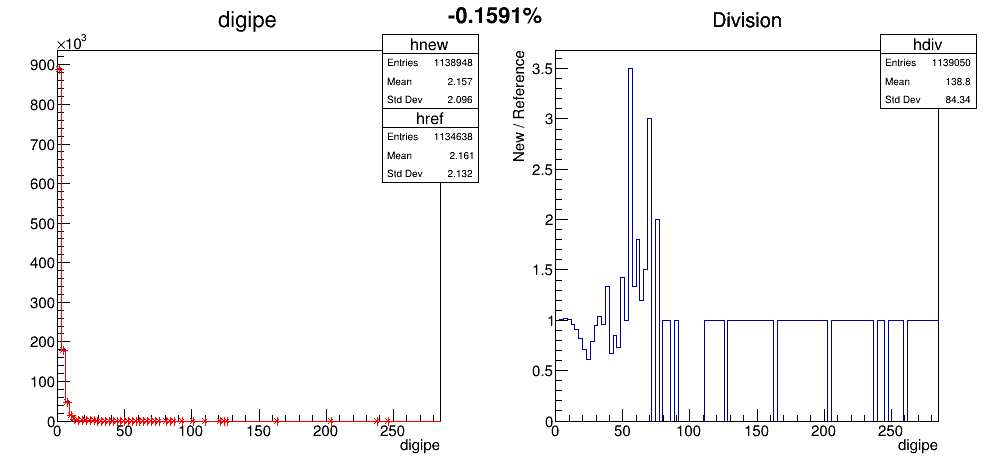 -0.1591%
digipe
×10³
900
800
700
600
500
400
300
200
100
0
0 50 100 150 200 250
digipe
hnew
Entries 1138948
Mean 2.157
Std Dev 2.096
href
Entries 1134638
Mean 2.161
Std Dev 2.132
Division
New / Reference
3.5
3
2.5
2
1.5
1
0.5
0
0 50 100 150 200 250
digipe
hdiv
Entries 1139050
Mean 138.8
Std Dev 84.34